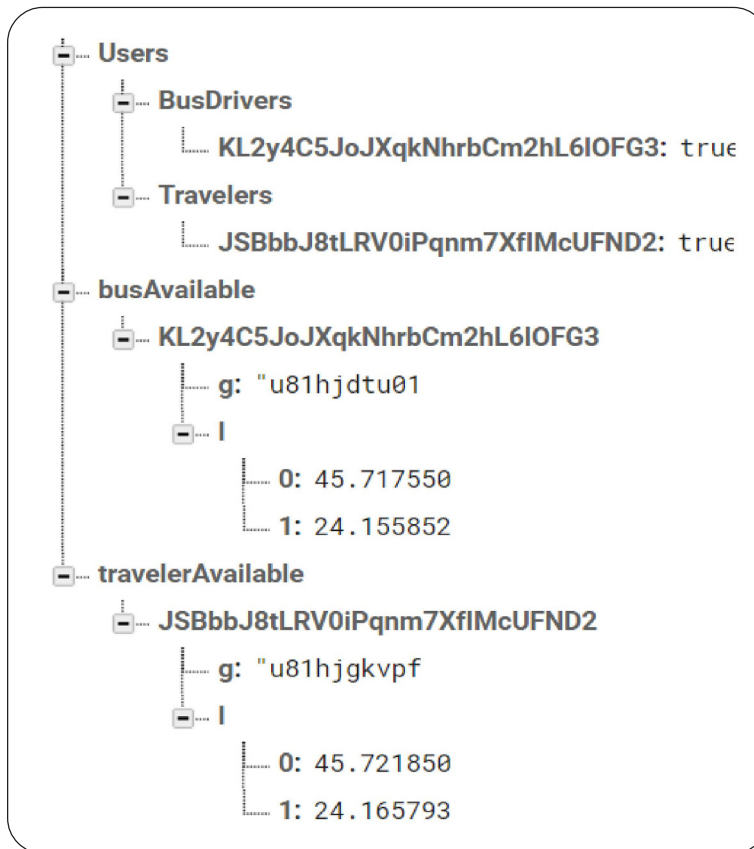 Users
BusDrivers
KL2y4C5JoJXqkNhrbCm2hL6IOFG3: true
Travelers
JSBbbJ8tLRV0iPqnm7XfIMcUFND2: true
busAvailable
KL2y4C5JoJXqkNhrbCm2hL6IOFG3
g: "u81hjdtu01
l
0: 45.717550
1: 24.155852
travelerAvailable
JSBbbJ8tLRV0iPqnm7XfIMcUFND2
g: "u81hjgkvpf
l
0: 45.721850
1: 24.165793